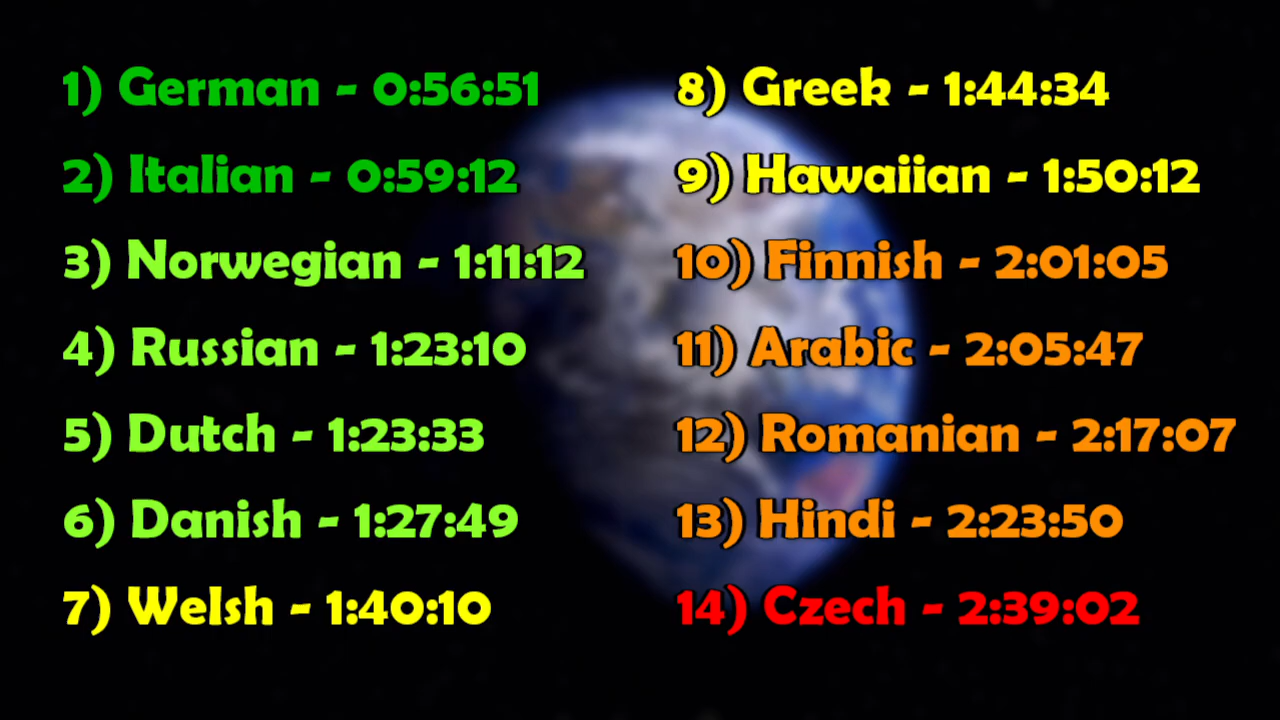 1) German - 0:56:51
2) Italian - 0:59:12
3) Norwegian - 1:11:12
4) Russian - 1:23:10
5) Dutch - 1:23:33
6) Danish - 1:27:49
7) Welsh - 1:40:10
8) Greek - 1:44:34
9) Hawaiian - 1:50:12
10) Finnish - 2:01:05
11) Arabic - 2:05:47
12) Romanian - 2:17:07
13) Hindi - 2:23:50
14) Czech - 2:39:02